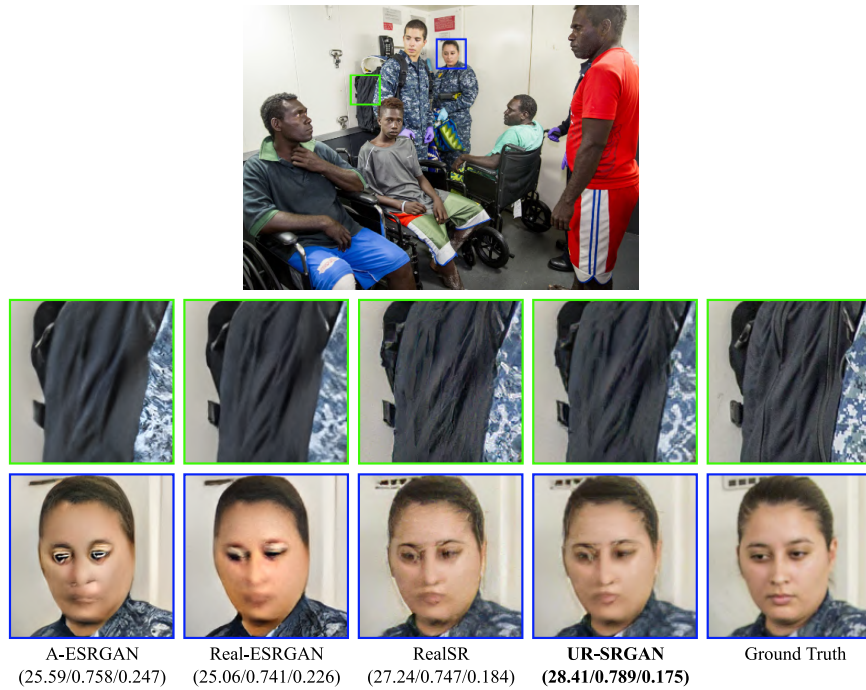 A-ESRGAN
(25.59/0.758/0.247)
Real-ESRGAN
(25.06/0.741/0.226)
RealSR
(27.24/0.747/0.184)
UR-SRGAN
(28.41/0.789/0.175)
Ground Truth